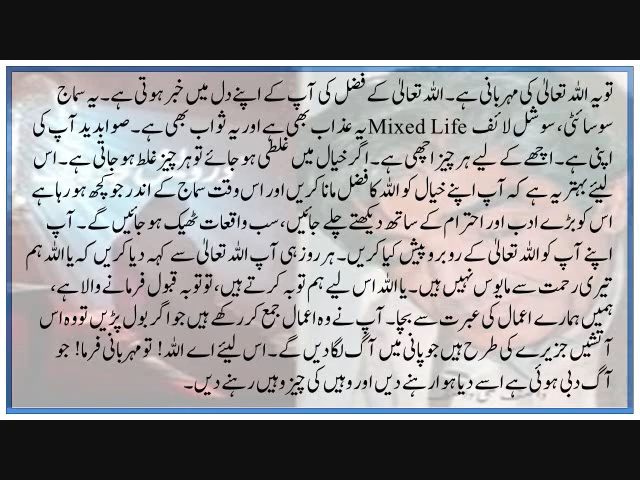 تو یہ اللہ تعالیٰ کی مہربانی ہے۔ اللہ تعالیٰ کے فضل کی آپ کے اپنے دل میں خبر ہوتی ہے۔ یہ سماج
سوسائٹی، سوشل لائف Mixed Life یہ عذاب بھی ہے اور یہ ثواب بھی ہے۔ صوابدید آپ کی
اپنی ہے۔ اچھے کے لیے ہر چیز اچھی ہے۔ اگر خیال میں غلطی ہو جائے تو ہر چیز غلط ہو جاتی ہے۔ اس
لیئے بہتر یہ ہے کہ آپ اپنے خیال کو اللہ کا فضل مانا کریں اور اس وقت سماج کے اندر جو کچھ ہو رہا ہے
اس کو بڑے ادب اور احترام کے ساتھ دیکھتے چلے جائیں، سب واقعات ٹھیک ہو جائیں گے۔ آپ
اپنے آپ کو اللہ تعالیٰ کے روبرو پیش کیا کریں۔ ہر روز ہی آپ اللہ تعالیٰ سے کہہ دیا کریں کہ یا اللہ ہم
تیری رحمت سے مایوس نہیں ہیں۔ یا اللہ اس لیے ہم توبہ کرتے ہیں، تو توبہ قبول فرمانے والا ہے،
ہمیں ہمارے اعمال کی عبرت سے بچا۔ آپ نے وہ اعمال جمع کر رکھے ہیں جو اگر بول پڑیں تو وہ اس
آتشیں جزیرے کی طرح ہیں جو پانی میں آگ لگا دیں گے۔ اس لیئے اے اللہ! تو مہربانی فرما! جو
آگ دبی ہوئی ہے اسے دبا ہوا رہنے دیں اور وہیں کی چیز وہیں رہنے دیں۔